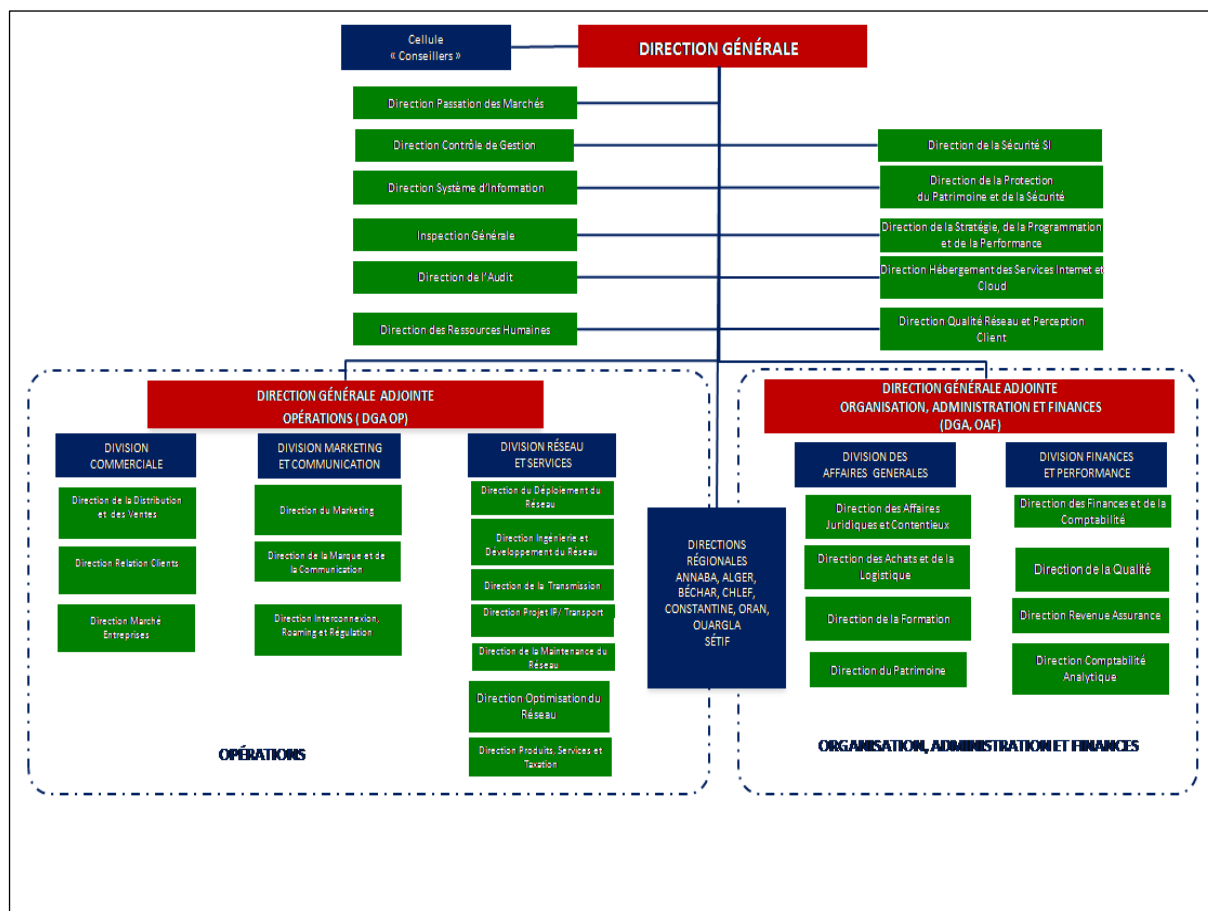 Cellule
« Conseillers »
DIRECTION GÉNÉRALE
Direction Passation des Marchés
Direction Contrôle de Gestion
Direction de la Sécurité SI
Direction Système d'Information
Direction de la Protection
du Patrimoine et de la Sécurité
Inspection Générale
Direction de la Stratégie, de la Programmation
et de la Performance
Direction de l'Audit
Direction Hébergement des Services Internet et
Cloud
Direction des Ressources Humaines
Direction Qualité Réseau et Perception
Client
DIRECTION GÉNÉRALE ADJOINTE
OPÉRATIONS ( DGA OP)
DIVISION
COMMERCIALE
Direction de la Distribution
et des Ventes
Direction Relation Clients
Direction Marché
Entreprises
DIVISION MARKETING
ET COMMUNICATION
Direction du Marketing
Direction de la Marque et de
la Communication
Direction Interconnexion,
Roaming et Régulation
DIVISION RÉSEAU
ET SERVICES
Direction du Déploiement du
Réseau
Direction Ingénierie et
Développement du Réseau
Direction de la Transmission
Direction Projet IP/ Transport
Direction de la Maintenance du
Réseau
Direction Optimisation du
Réseau
Direction Produits, Services et
Taxation
OPÉRATIONS
DIRECTIONS
RÉGIONALES
ANNABA, ALGER,
BÉCHAR, CHLEF,
CONSTANTINE, ORAN,
OUARGLA
SÉTIF
DIRECTION GÉNÉRALE ADJOINTE
ORGANISATION, ADMINISTRATION ET FINANCES
(DGA, OAF)
DIVISION DES
AFFAIRES GENERALES
Direction des Affaires
Juridiques et Contentieux
Direction des Achats et de la
Logistique
Direction de la Formation
Direction du Patrimoine
DIVISION FINANCES
ET PERFORMANCE
Direction des Finances et de la
Comptabilité
Direction de la Qualité
Direction Revenue Assurance
Direction Comptabilité
Analytique
ORGANISATION, ADMINISTRATION ET FINANCES